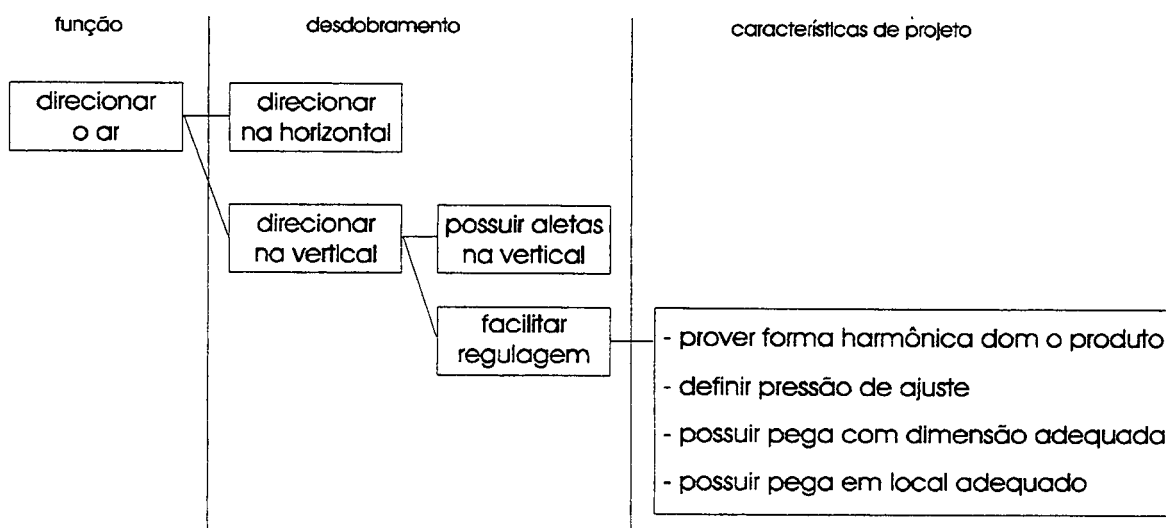 função
desdobramento
características de projeto
direcionar
o ar
direcionar
na horizontal
direcionar
na vertical
possuir aletas
na vertical
facilitar
regulagem
- prover forma harmônica dom o produto
- definir pressão de ajuste
- possuir pega com dimensão adequada
- possuir pega em local adequado